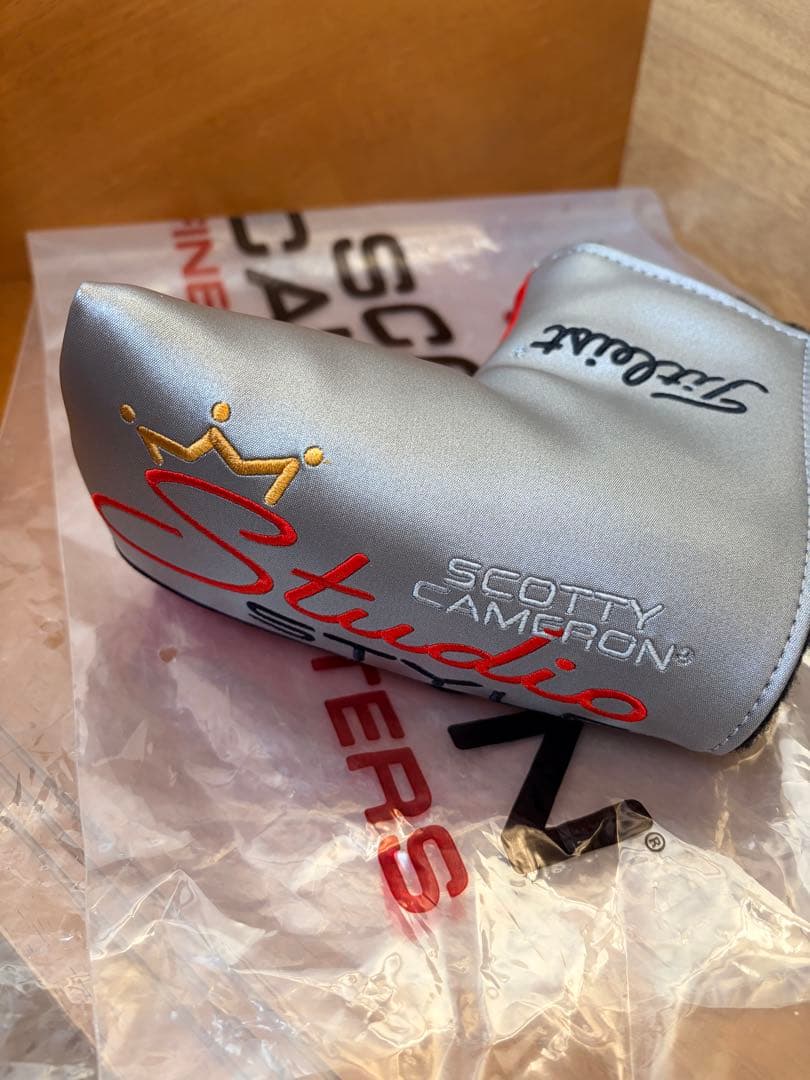 Titleist
Studio
STYLE
SCOTTY
CAMERON®
SCO
CA
FINE
TERS
®